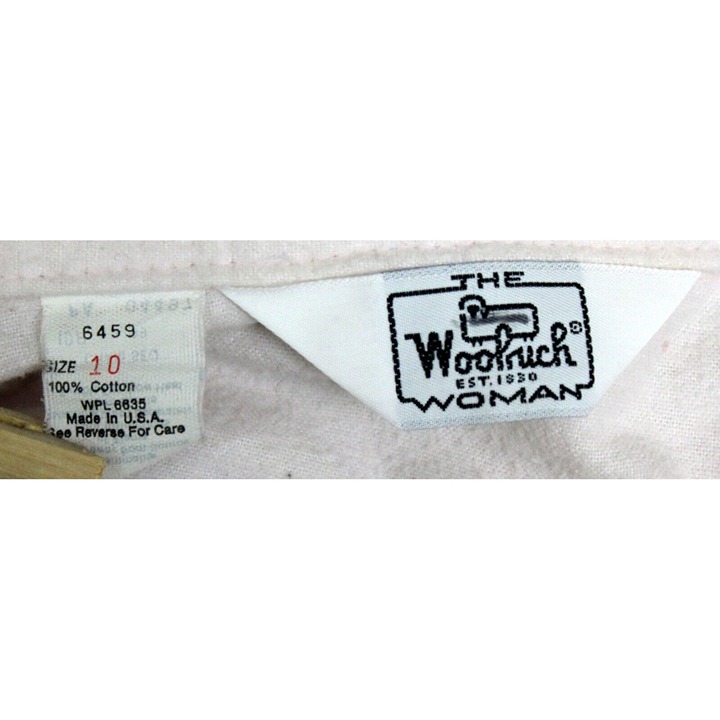 6459
SIZE 10
100% Cotton
WPL 6635
Made In U.S.A.
See Reverse For Care
THE
Woolrich®
EST. 1830
WOMAN